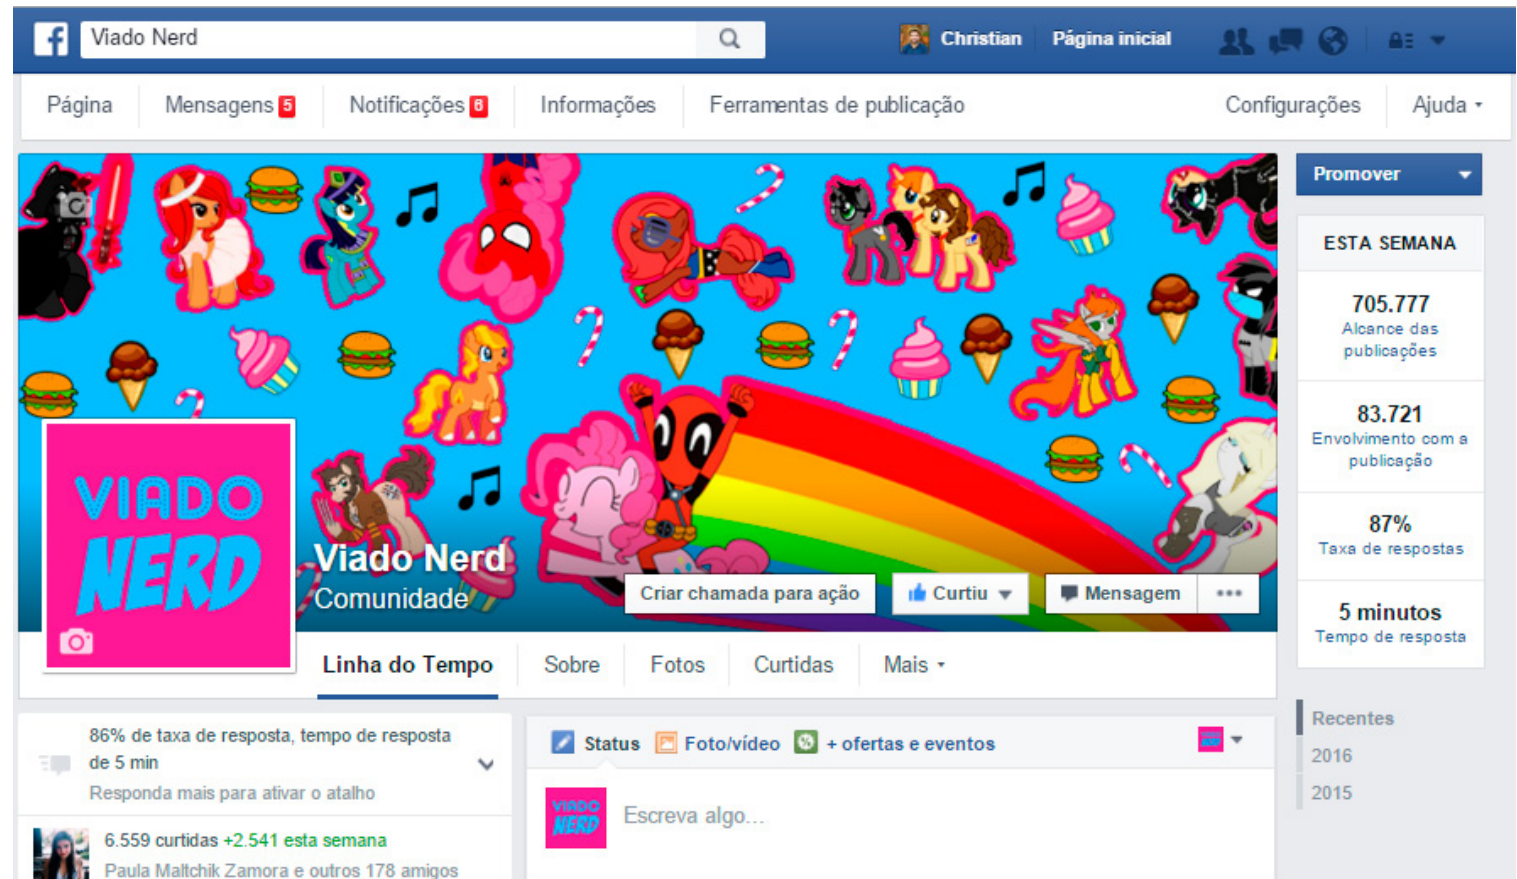 Viado Nerd
Christian
Página inicial
Página
Mensagens 5
Notificações 6
Informações
Ferramentas de publicação
Configurações
Ajuda
Promover
ESTA SEMANA
705.777
Alcance das
publicações
83.721
Envolvimento com a
publicação
87%
Taxa de respostas
5 minutos
Tempo de resposta
VIADO
NERD
Viado Nerd
Comunidade
Criar chamada para ação
Curtiu
Mensagem
Linha do Tempo
Sobre
Fotos
Curtidas
Mais
Recentes
2016
2015
86% de taxa de resposta, tempo de resposta
de 5 min
Responda mais para ativar o atalho
6.559 curtidas +2.541 esta semana
Paula Maltchik Zamora e outros 178 amigos
Status
Foto/vídeo
+ ofertas e eventos
VIADO
NERD
Escreva algo...